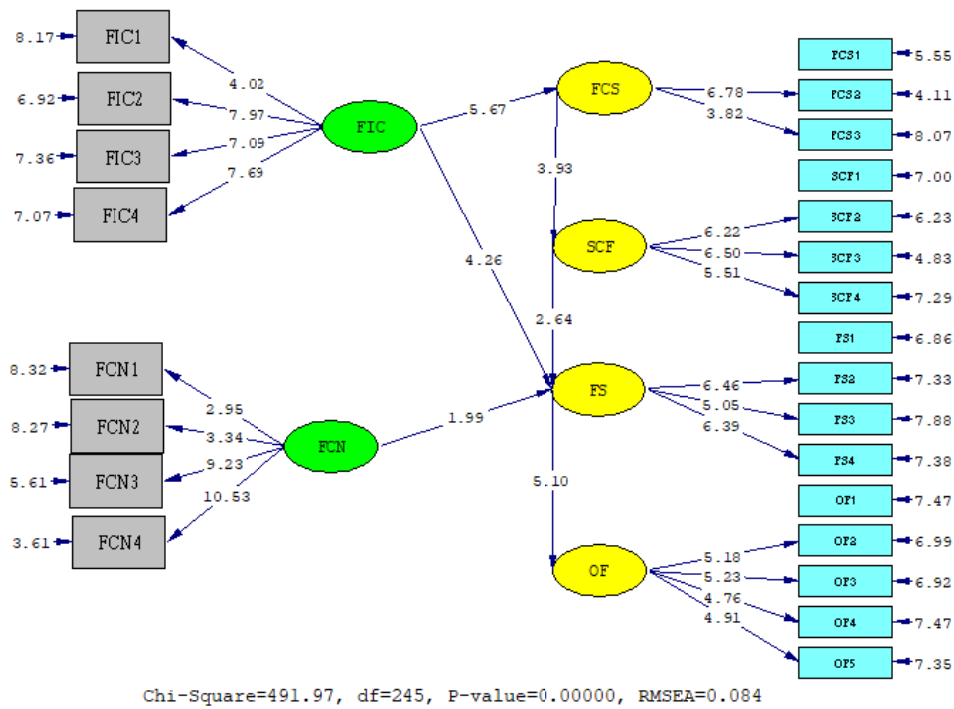 8.17 FIC1
6.92 FIC2
7.36 FIC3
7.07 FIC4
4.02
7.97
7.09
7.69
FIC
5.67
4.26
8.32 FCN1
8.27 FCN2
5.61 FCN3
3.61 FCN4
2.95
3.34
9.23
10.53
FCN
1.99
FCS
3.93
SCF
2.64
FS
5.10
OF
6.78
3.82
6.22
6.50
5.51
6.46
5.05
6.39
5.18
5.23
4.76
4.91
FCS1 5.55
FCS2 4.11
FCS3 8.07
SCF1 7.00
SCF2 6.23
SCF3 4.83
SCF4 7.29
FS1 6.86
FS2 7.33
FS3 7.88
FS4 7.38
OF1 7.47
OF2 6.99
OF3 6.92
OF4 7.47
OF5 7.35
Chi-Square=491.97, df=245, P-value=0.00000, RMSEA=0.084